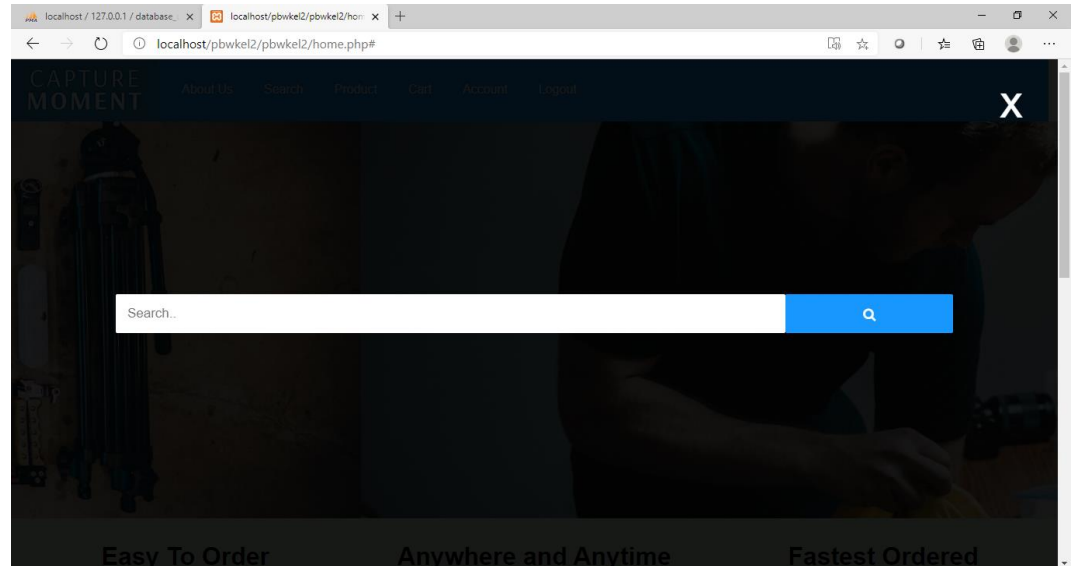 localhost / 127.0.0.1 / database_
localhost/pbwkel2/pbwkel2/hom
localhost/pbwkel2/pbwkel2/home.php#
CAPTURE
MOMENT
About Us Search Product Cart Account Logout
X
Search..
Easy To Order Anywhere and Anytime Fastest Ordered